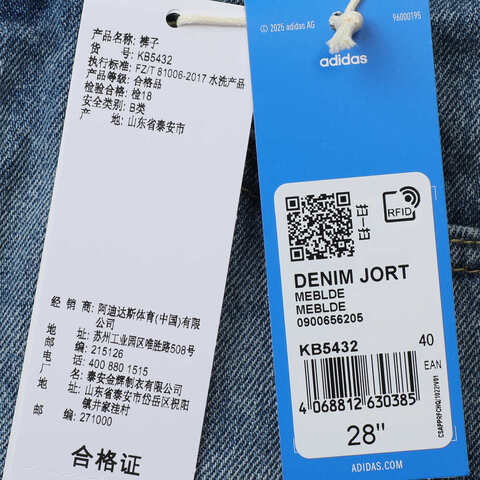 产品名称: 裤子
货 号: KB5432
执行标准: FZ/T 81006-2017 水洗产品
产品等级: 合格品
检验合格: 检18
安全类别: B类
产 地: 山东省泰安市
经 销 商: 阿迪达斯体育(中国)有限
公司
地 址: 苏州工业园区唯胜路508号
邮 编: 215126
电 话: 400 880 1515
厂 名: 泰安金辉制衣有限公司
地 址: 山东省泰安市岱岳区祝阳
镇井家洼村
邮 编: 271000
合格证
© 2025 adidas AG
96000195
adidas
RFID
DENIM JORT
MEBLDE
MEBLDE
0900656205
KB5432
40
EAN
4 068812 630385
28"
ADIDAS.COM